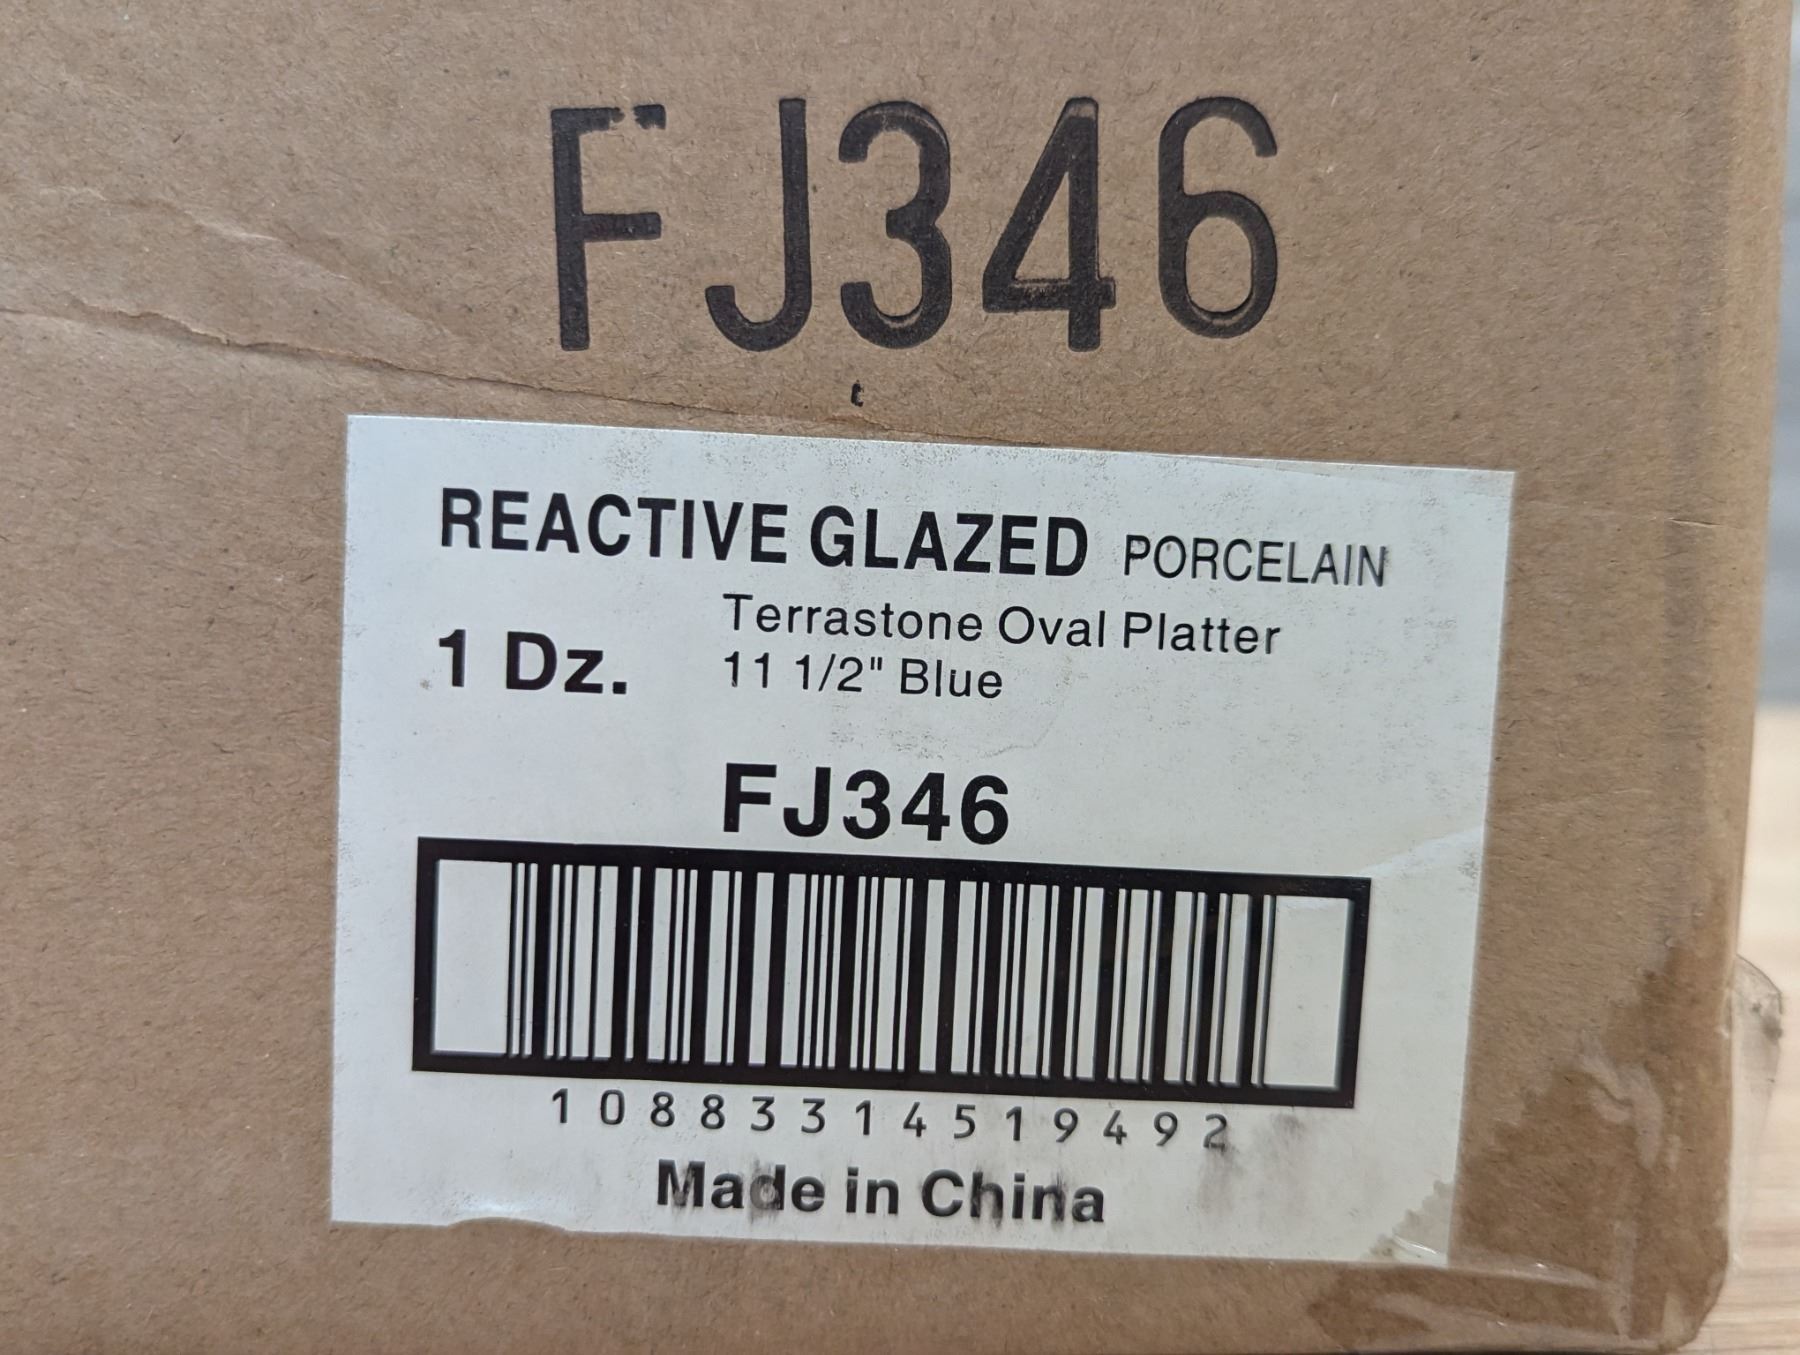 FJ346
REACTIVE GLAZED PORCELAIN
1 Dz.
Terrastone Oval Platter
11 1/2" Blue
FJ346
10883314519492
Made in China